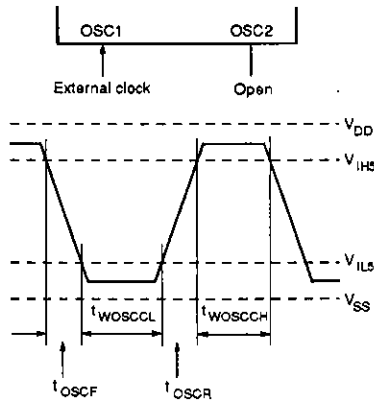 OSC1 OSC2
External clock Open
VDD
VIH5
VIL5
VSS
tWOSCCL tWOSCCH
tOSCF tOSCR